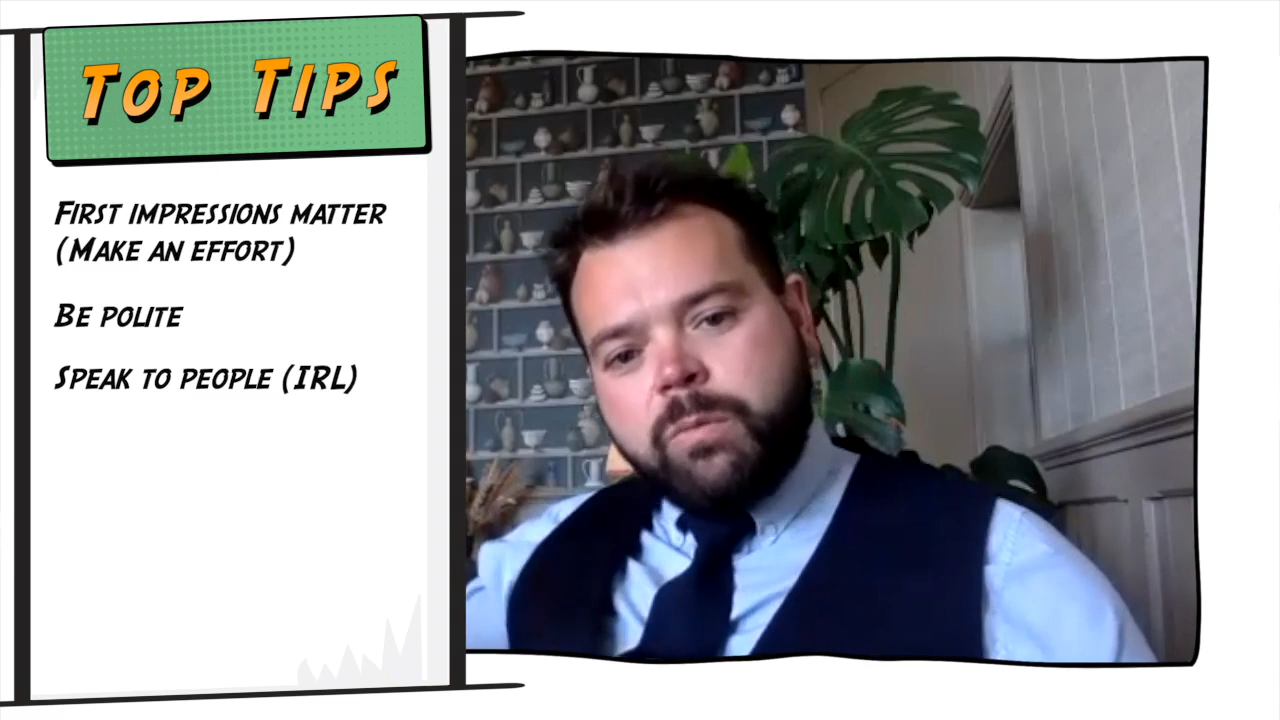 Top Tips
First impressions matter
(Make an effort)
Be polite
Speak to people (IRL)